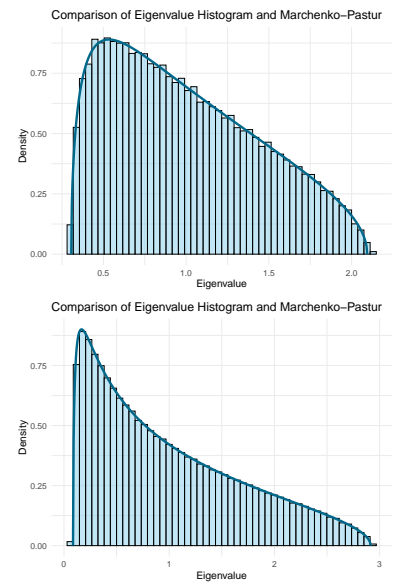 Comparison of Eigenvalue Histogram and Marchenko−Pastur
Density
0.75
0.50
0.25
0.00
0.5 1.0 1.5 2.0
Eigenvalue
Comparison of Eigenvalue Histogram and Marchenko−Pastur
Density
0.75
0.50
0.25
0.00
0 1 2 3
Eigenvalue